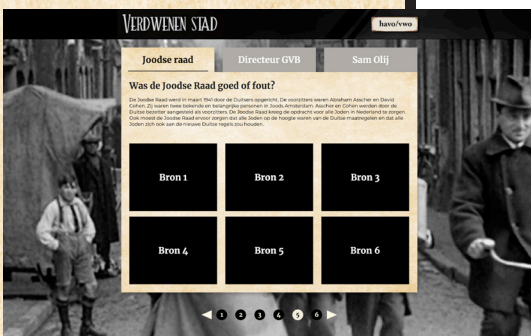 VERDWENEN STAD
havo/vwo
Joodse raad
Directeur GVB
Sam Olij
Was de Joodse Raad goed of fout?
De Joodse Raad werd in maart 1941 door de Duitsers opgericht. De voorzitters waren Abraham Asscher en David
Cohen. Zij waren twee bekende en belangrijke personen in Joods Amsterdam. Asscher en Cohen werden door de
Duitse bezetter aangesteld als voorzitters. De Joodse Raad kreeg de opdracht voor alle Joden in Nederland te zorgen.
Ook moest de Joodse Raad ervoor zorgen dat alle Joden op de hoogte waren van de Duitse maatregelen en dat alle
Joden zich ook aan de nieuwe Duitse regels zou houden.
Bron 1
Bron 2
Bron 3
Bron 4
Bron 5
Bron 6
1 2 3 4 5 6